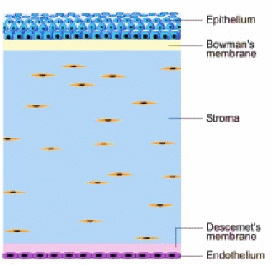 Epithelium
Bowman's
membrane
Stroma
Descemet's
membrane
Endothelium